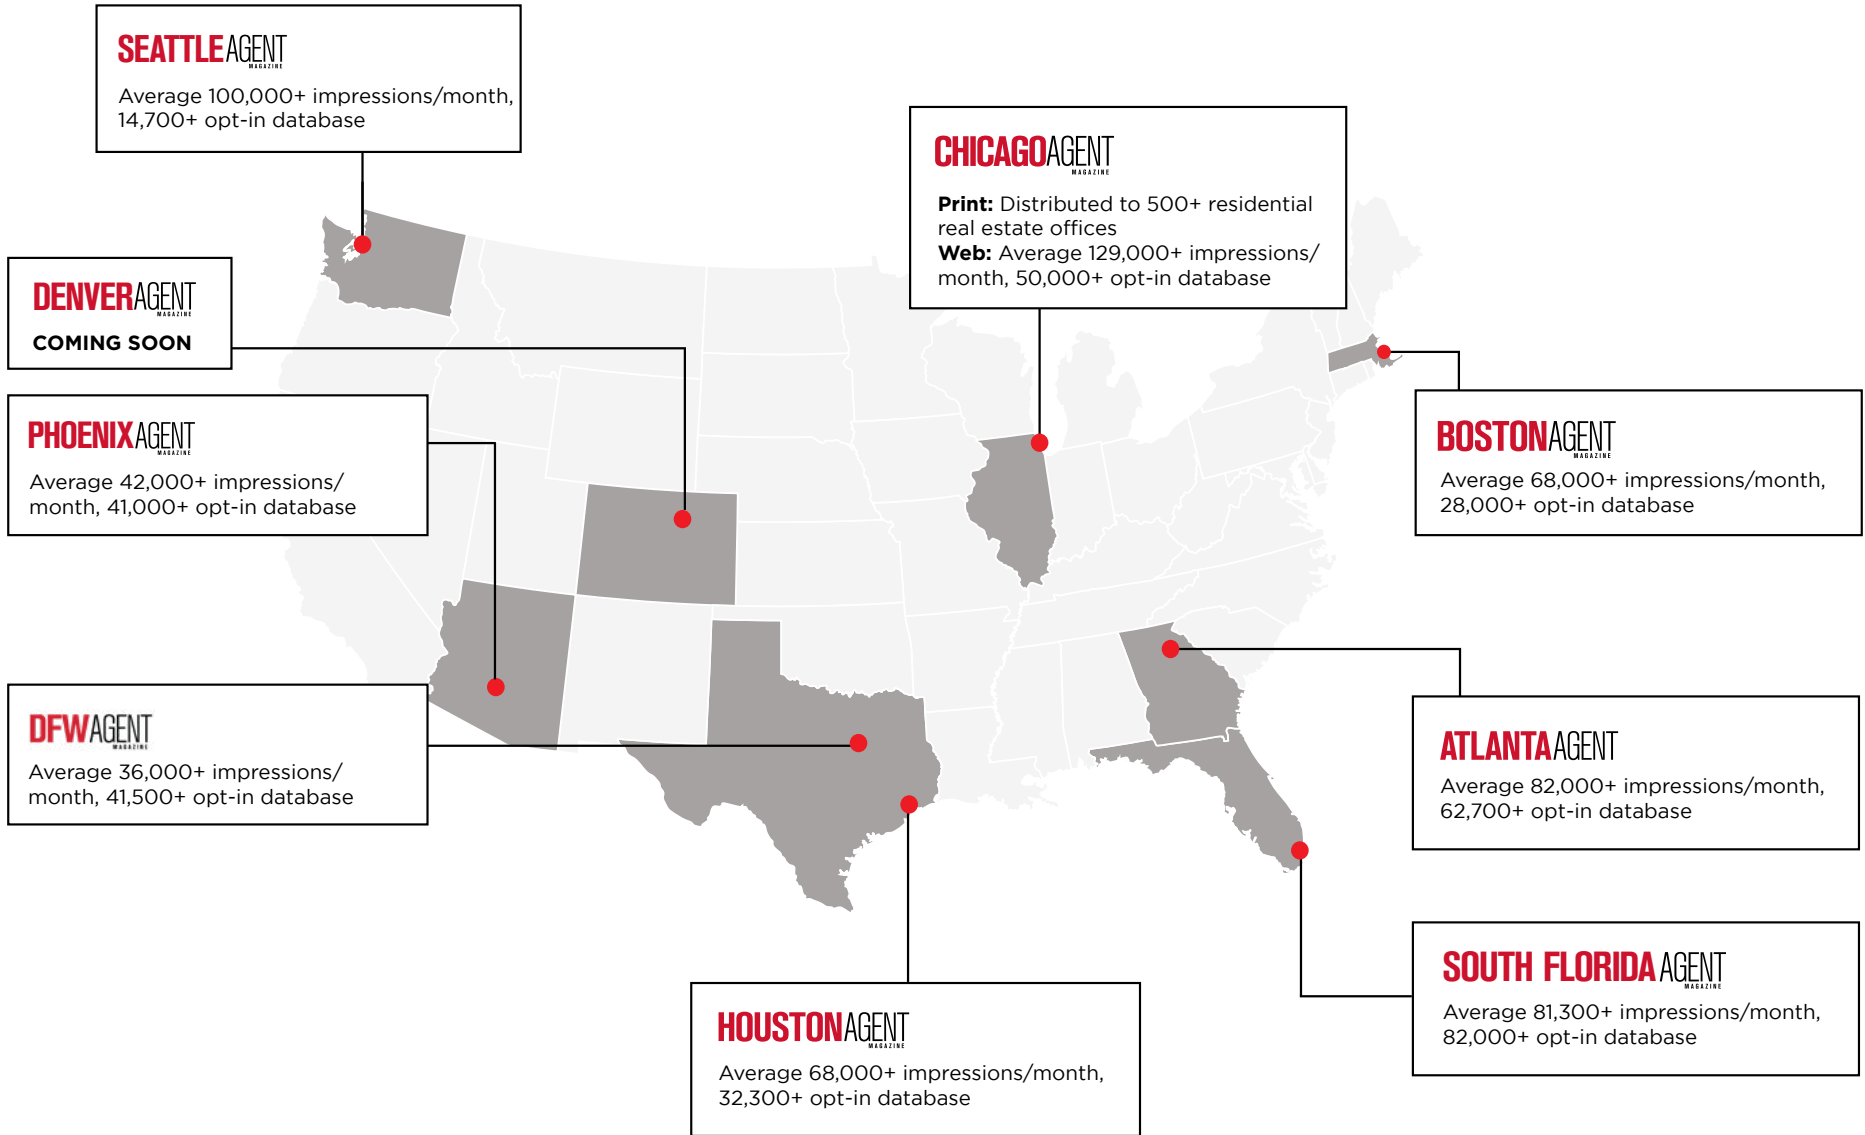 SEATTLEAGENT
MAGAZINE
Average 100,000+ impressions/month,
14,700+ opt-in database
CHICAGOAGENT
MAGAZINE
Print: Distributed to 500+ residential
real estate offices
Web: Average 129,000+ impressions/
month, 50,000+ opt-in database
DENVERAGENT
MAGAZINE
COMING SOON
PHOENIXAGENT
MAGAZINE
Average 42,000+ impressions/
month, 41,000+ opt-in database
BOSTONAGENT
MAGAZINE
Average 68,000+ impressions/month,
28,000+ opt-in database
DFWAGENT
MAGAZINE
Average 36,000+ impressions/
month, 41,500+ opt-in database
ATLANTAAGENT
Average 82,000+ impressions/month,
62,700+ opt-in database
SOUTH FLORIDA AGENT
MAGAZINE
Average 81,300+ impressions/month,
82,000+ opt-in database
HOUSTONAGENT
MAGAZINE
Average 68,000+ impressions/month,
32,300+ opt-in database